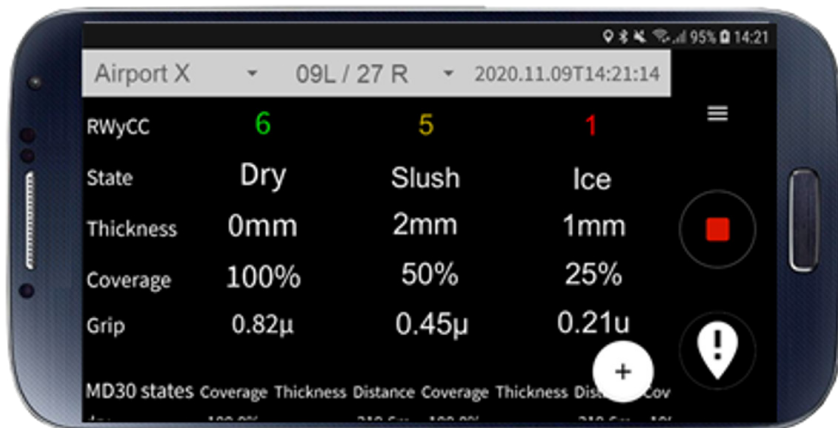 95% 14:21
Airport X 09L / 27 R 2020.11.09T14:21:14
RWyCC 6 5 1
State Dry Slush Ice
Thickness 0mm 2mm 1mm
Coverage 100% 50% 25%
Grip 0.82µ 0.45µ 0.21u
+
MD30 states Coverage Thickness Distance Coverage Thickness Cov